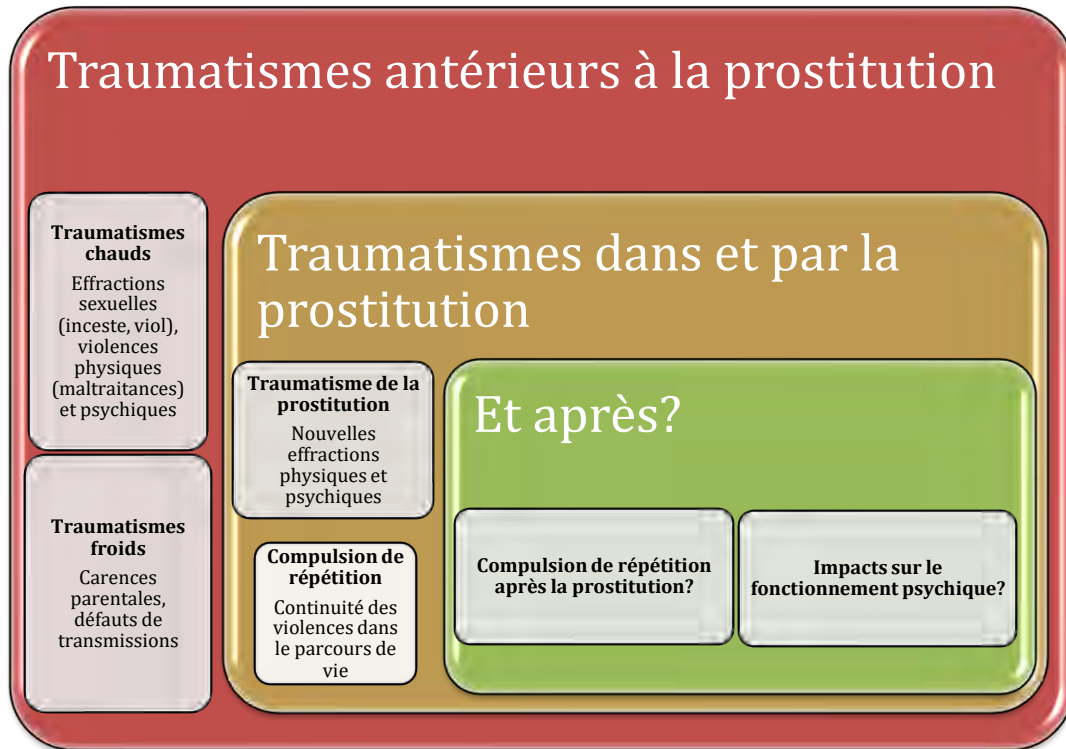 Traumatismes antérieurs à la prostitution
Traumatismes
chauds
Effractions
sexuelles
(inceste, viol),
violences
physiques
(maltraitances)
et psychiques
Traumatismes
froids
Carences
parentales,
défauts de
transmissions
Traumatismes dans et par la
prostitution
Traumatisme de la
prostitution
Nouvelles
effractions
physiques et
psychiques
Compulsion de
répétition
Continuité des
violences dans
le parcours de
vie
Et après?
Compulsion de répétition
après la prostitution?
Impacts sur le
fonctionnement psychique?